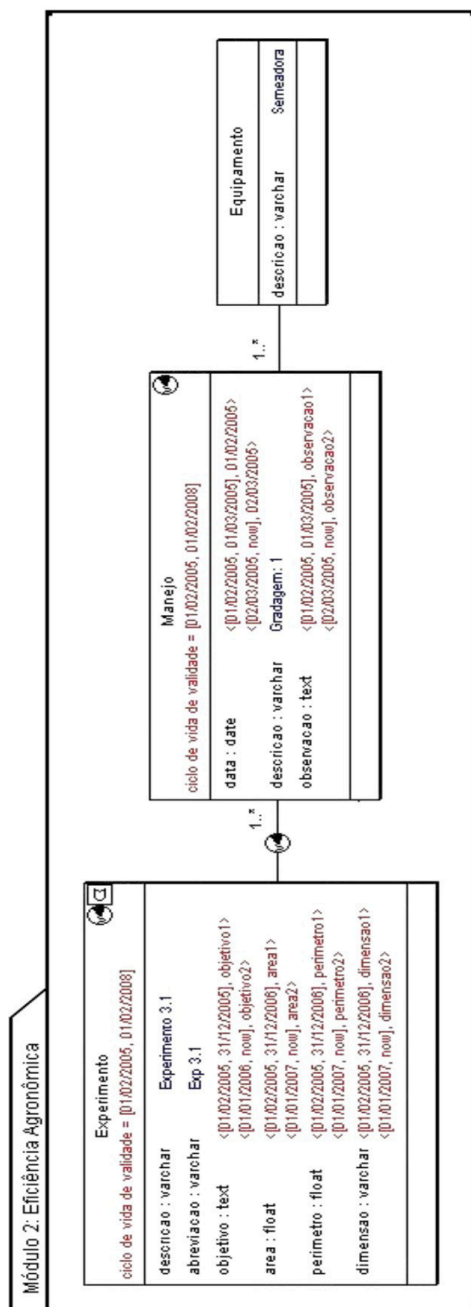 Módulo 2: Eficiência Agronômica
Experimento
ciclo de vida de validade = [01/02/2005, 01/02/2008]
descricao : varchar Experimento 3.1
abreviacao : varchar Exp 3.1
objetivo : text <[01/02/2005, 31/12/2005], objetivo1>
<[01/01/2006, now], objetivo2>
area : float <[01/02/2005, 31/12/2006], area1>
<[01/01/2007, now], area2>
perimetro : float <[01/02/2005, 31/12/2006], perimetro1>
<[01/01/2007, now], perimetro2>
dimensao : varchar <[01/02/2005, 31/12/2006], dimensao1>
<[01/01/2007, now], dimensao2>
1..*
Manejo
ciclo de vida de validade = [01/02/2005, 01/02/2008]
data : date <[01/02/2005, 01/03/2005], 01/02/2005>
<[02/03/2005, now], 02/03/2005>
descricao : varchar Gradagem: 1
observacao : text <[01/02/2005, 01/03/2005], observacao1>
<[02/03/2005, now], observacao2>
1..*
Equipamento
descricao : varchar Semeadora